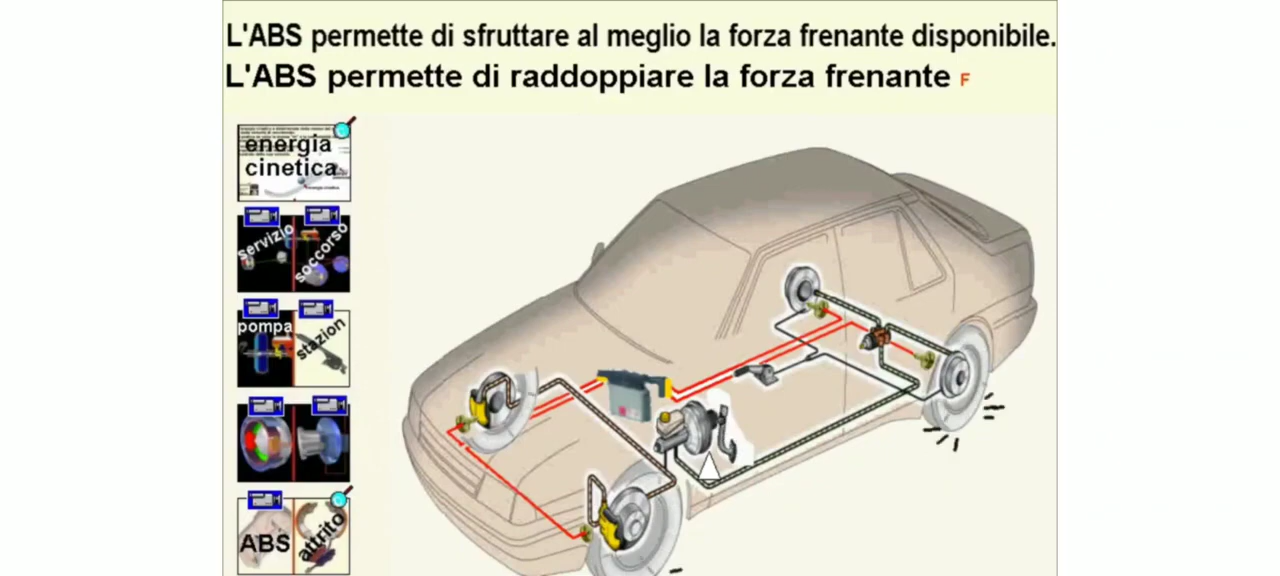 L'ABS permette di sfruttare al meglio la forza frenante disponibile.
L'ABS permette di raddoppiare la forza frenante F
energia
cinetica
servizio
soccorso
pompa
stazion
ABS
attrito